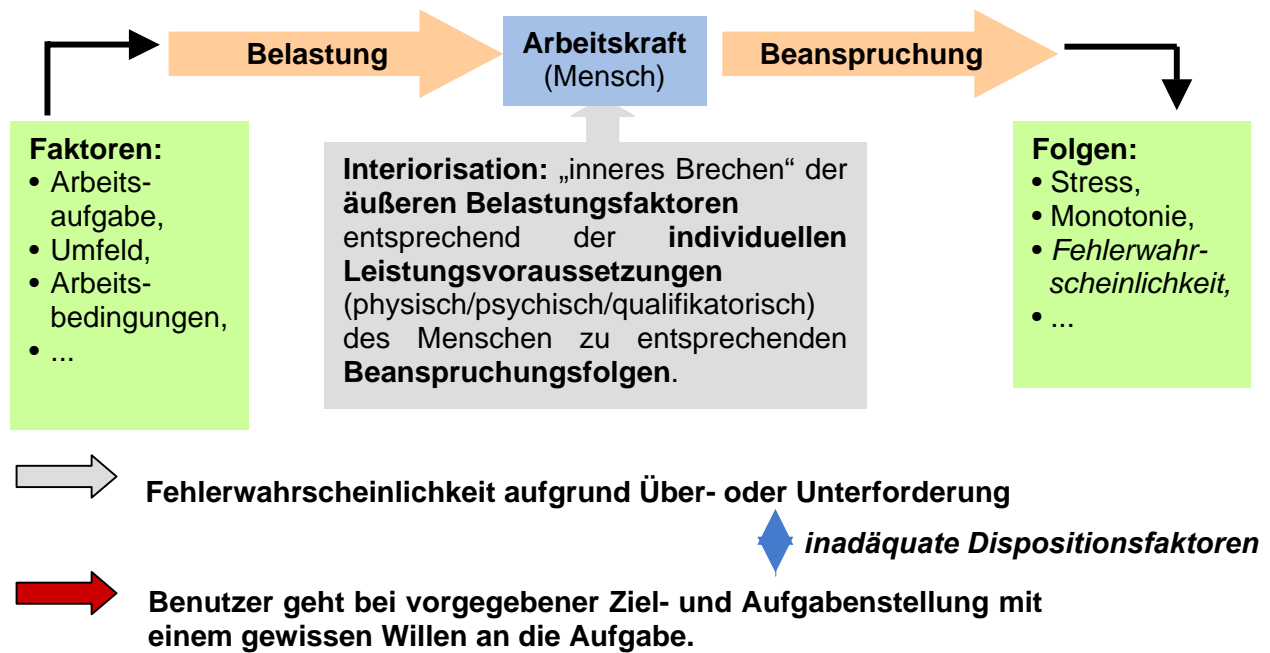 Belastung
Arbeitskraft
(Mensch)
Beanspruchung
Faktoren:
• Arbeits-
aufgabe,
• Umfeld,
• Arbeits-
bedingungen,
• ...
Interiorisation: „inneres Brechen“ der
äußeren Belastungsfaktoren
entsprechend der individuellen
Leistungsvoraussetzungen
(physisch/psychisch/qualifikatorisch)
des Menschen zu entsprechenden
Beanspruchungsfolgen.
Folgen:
• Stress,
• Monotonie,
• Fehlerwahr-
scheinlichkeit,
• ...
Fehlerwahrscheinlichkeit aufgrund Über- oder Unterforderung
inadäquate Dispositionsfaktoren
Benutzer geht bei vorgegebener Ziel- und Aufgabenstellung mit
einem gewissen Willen an die Aufgabe.